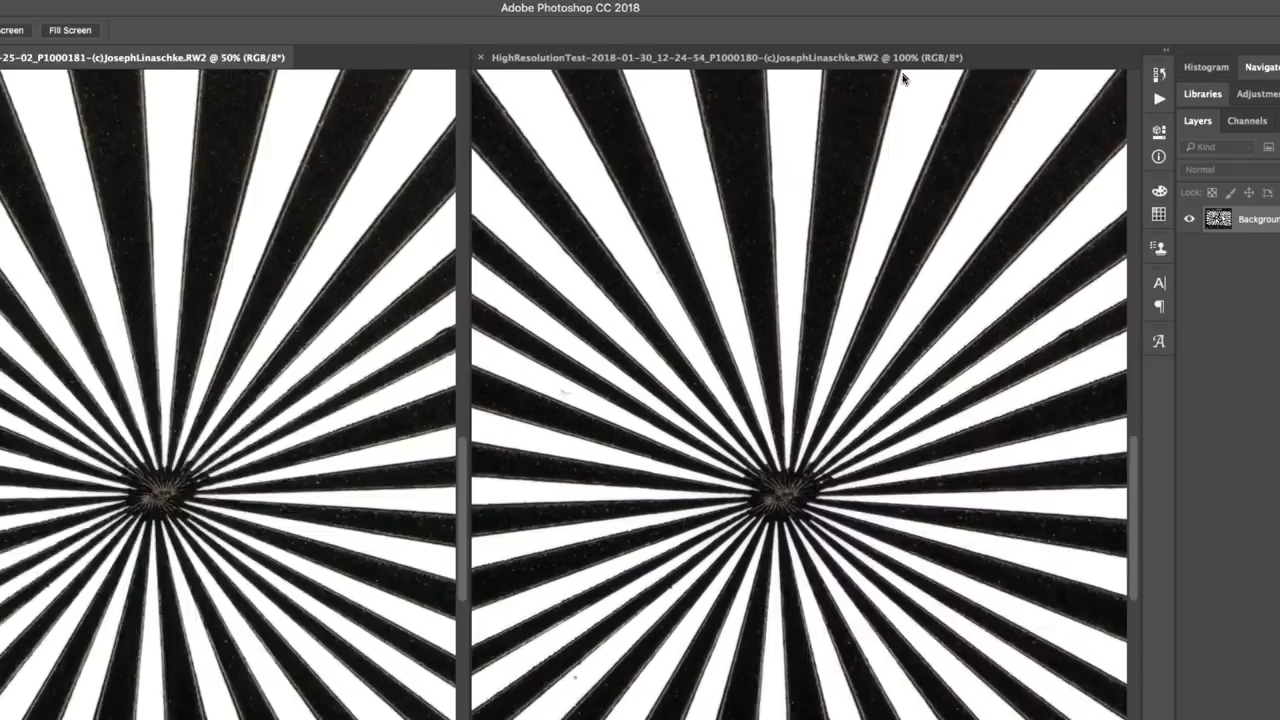 Adobe Photoshop CC 2018
creen
Fill Screen
-25-02_P1000181-(c)JosephLinaschke.RW2 @ 50% (RGB/8*)
× HighResolutionTest-2018-01-30_12-24-54_P1000180-(c)JosephLinaschke.RW2 @ 100% (RGB/8*)
Histogram
Navigat
Libraries
Adjustme
Layers
Channels
Kind
Normal
Lock:
Backgrour